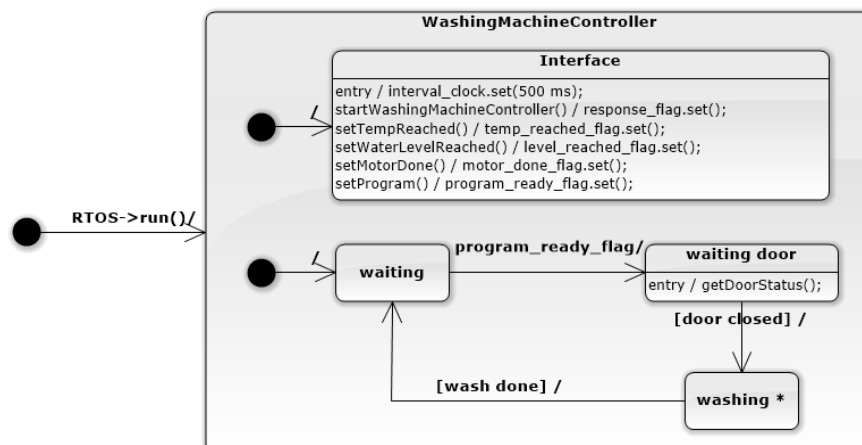 WashingMachineController
Interface
entry / interval_clock.set(500 ms);
startWashingMachineController() / response_flag.set();
setTempReached() / temp_reached_flag.set();
setWaterLevelReached() / level_reached_flag.set();
setMotorDone() / motor_done_flag.set();
setProgram() / program_ready_flag.set();
/
RTOS->run()/
/
waiting
program_ready_flag/
waiting door
entry / getDoorStatus();
[door closed] /
[wash done] /
washing *